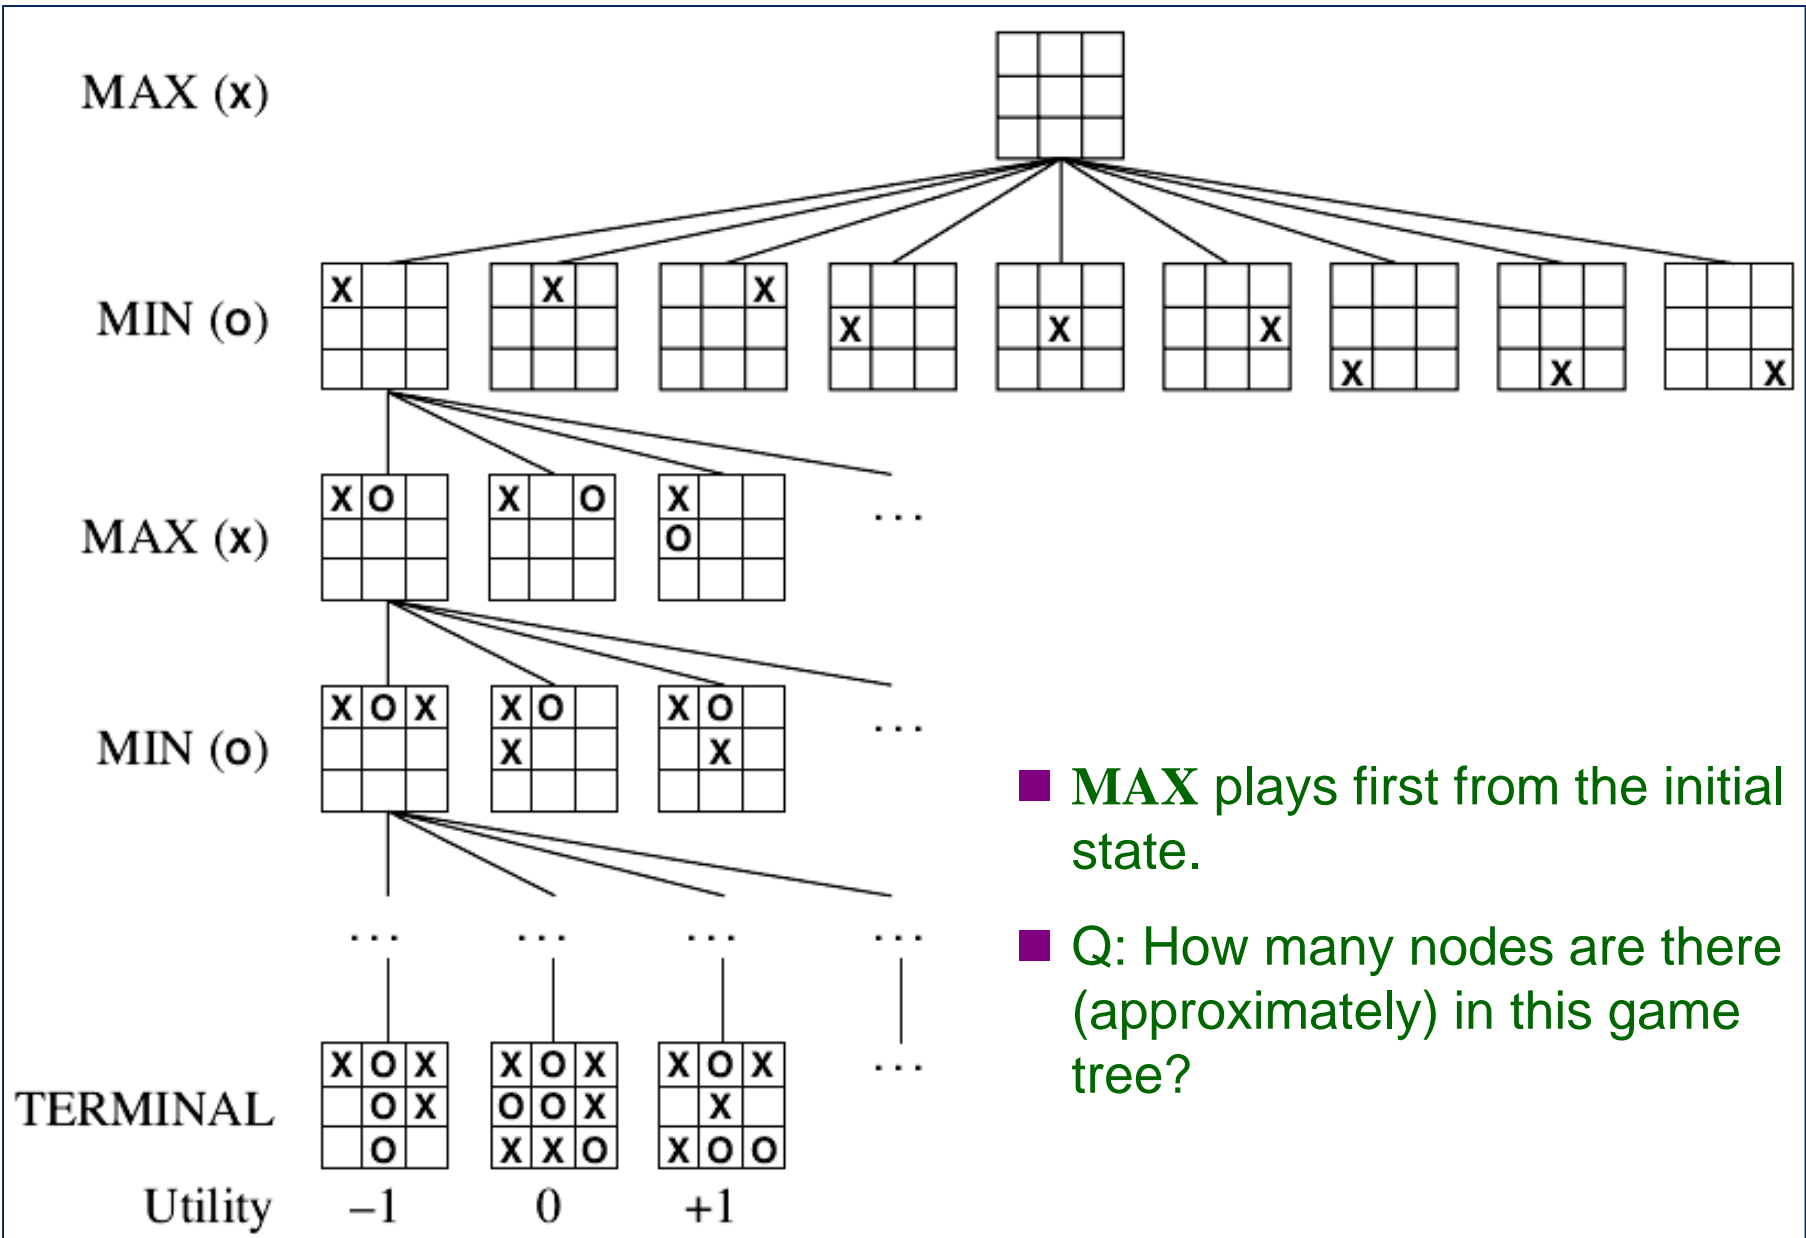 MAX (x)
MIN (o)
X X X X X X X X X
MAX (x)
X O X O X
O
...
MIN (o)
X O X X O X O
X X
...
■ MAX plays first from the initial
state.
... ... ... ...
■ Q: How many nodes are there
(approximately) in this game
tree?
TERMINAL
X O X X O X X O X
O X O O X X
O X X O X O O
...
Utility −1 0 +1